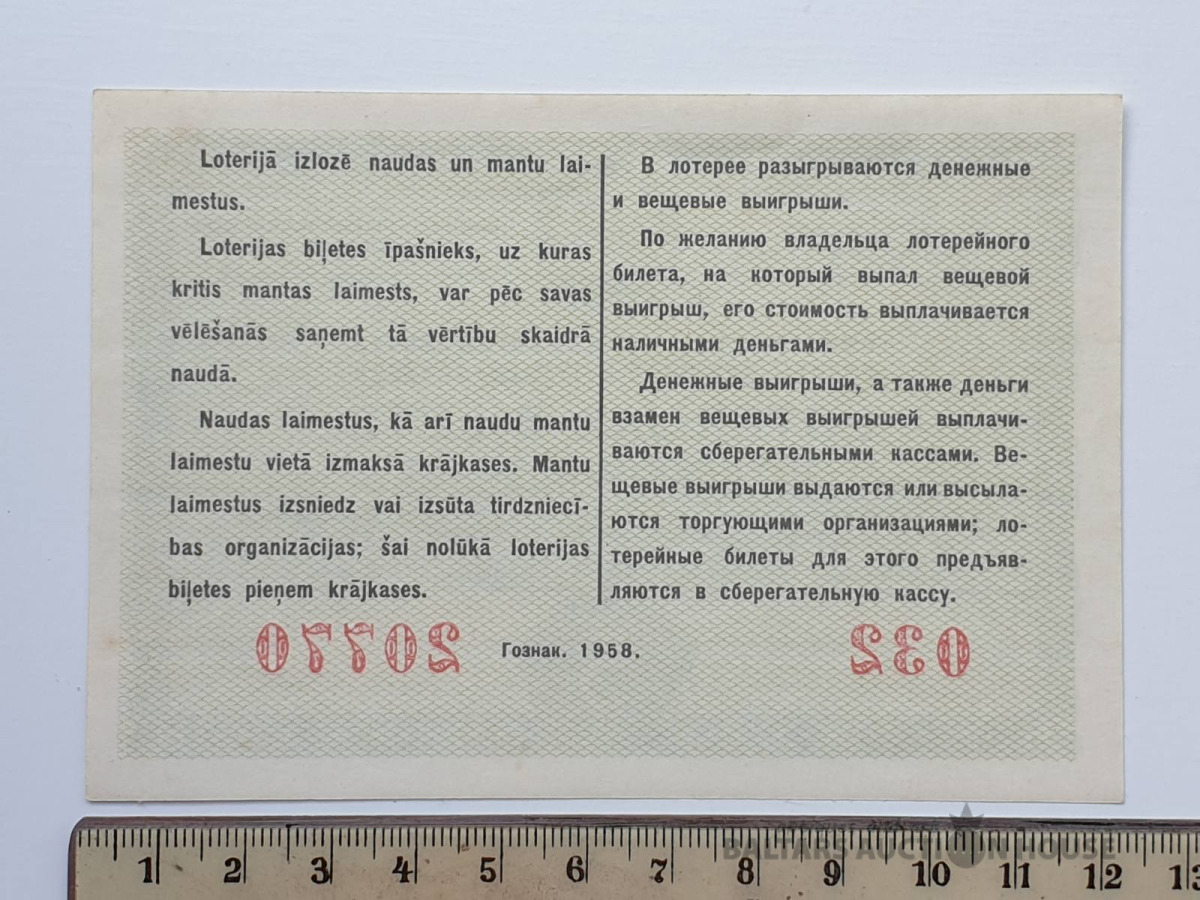 Loterijā izlozē naudas un mantu lai-
mestus.
Loterijas biļetes īpašnieks, uz kuras
kritis mantas laimests, var pēc savas
vēlēšanās saņemt tā vērtību skaidrā
naudā.
Naudas laimestus, kā arī naudu mantu
laimestu vietā izmaksā krājkases. Mantu
laimestus izsniedz vai izsūta tirdzniecī-
bas organizācijas; šai nolūkā loterijas
biļetes pieņem krājkases.
В лотерее разыгрываются денежные
и вещевые выигрыши.
По желанию владельца лотерейного
билета, на который выпал вещевой
выигрыш, его стоимость выплачивается
наличными деньгами.
Денежные выигрыши, а также деньги
взамен вещевых выигрышей выплачи-
ваются сберегательными кассами. Ве-
щевые выигрыши выдаются или высыла-
ются торгующими организациями; ло-
терейные билеты для этого предъяв-
ляются в сберегательную кассу.
20770
Гознак. 1958.
032
1 2 3 4 5 6 7 8 9 10 11 12 13
BALTARS AUCTION HOUSE